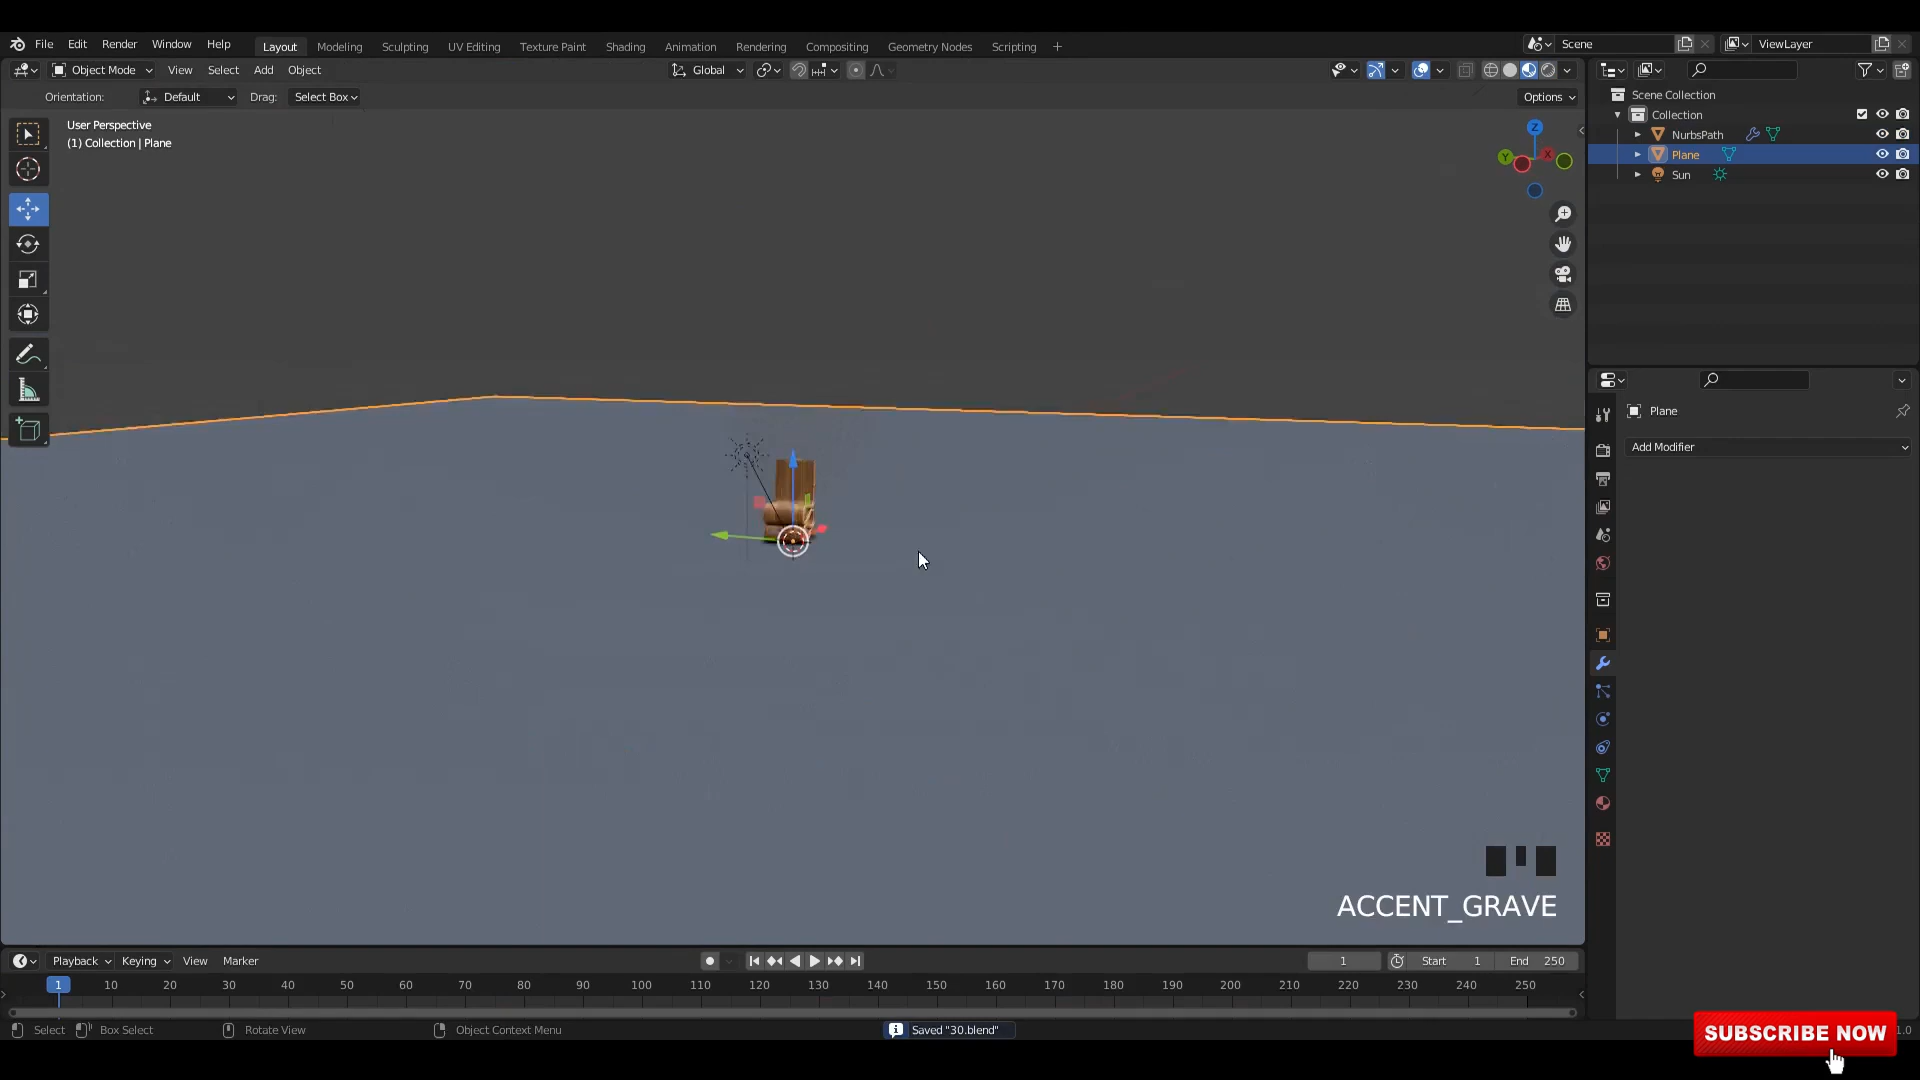 File Edit Render Window Help Layout Modeling Sculpting UV Editing Texture Paint Shading Animation Rendering Compositing Geometry Nodes Scripting + Scene ViewLayer
Object Mode View Select Add Object Global
Orientation: Default Drag: Select Box Options
User Perspective
(1) Collection | Plane
Z
Y
X
Scene Collection
Collection
NurbsPath
Plane
Sun
Plane
Add Modifier
ACCENT_GRAVE
Playback Keying View Marker 1 Start 1 End 250
1 10 20 30 40 50 60 70 80 90 100 110 120 130 140 150 160 170 180 190 200 210 220 230 240 250
Select Box Select Rotate View Object Context Menu Saved "30.blend"
SUBSCRIBE NOW